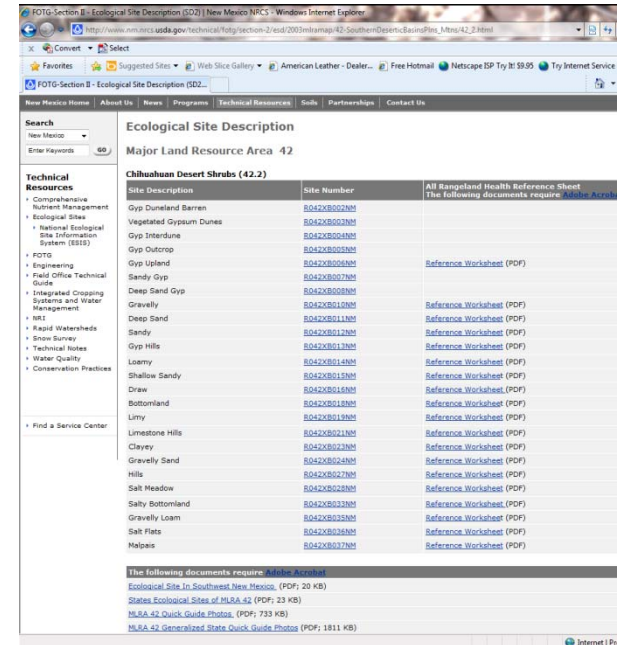 FOTG-Section II - Ecological Site Description (SD2) | New Mexico NRCS - Windows Internet Explorer
http://www.nm.nrcs.usda.gov/technical/fotg/section-2/esd/2003mlramap/42-SouthernDeserticBasinsPlns_Mtns/42_2.html
x Convert Select
Favorites Suggested Sites Web Slice Gallery American Leather - Dealer... Free Hotmail Netscape ISP Try It! $9.95 Try Internet Service
FOTG-Section II - Ecological Site Description (SD2...
New Mexico Home About Us News Programs Technical Resources Soils Partnerships Contact Us
Search
New Mexico
Enter Keywords GO
Technical Resources
Comprehensive
Nutrient Management
Ecological Sites
National Ecological
Site Information
System (ESIS)
FOTG
Engineering
Field Office Technical
Guide
Integrated Cropping
Systems and Water
Management
NRI
Rapid Watersheds
Snow Survey
Technical Notes
Water Quality
Conservation Practices
Find a Service Center
Ecological Site Description
Major Land Resource Area 42
Chihuahuan Desert Shrubs (42.2)
Site Description Site Number All Rangeland Health Reference Sheet
The following documents require Adobe Acrobat
Gyp Duneland Barren R042XB002NM
Vegetated Gypsum Dunes R042XB003NM
Gyp Interdune R042XB004NM
Gyp Outcrop R042XB005NM
Gyp Upland R042XB006NM Reference Worksheet (PDF)
Sandy Gyp R042XB007NM
Deep Sand Gyp R042XB008NM
Gravelly R042XB010NM Reference Worksheet (PDF)
Deep Sand R042XB011NM Reference Worksheet (PDF)
Sandy R042XB012NM Reference Worksheet (PDF)
Gyp Hills R042XB013NM Reference Worksheet (PDF)
Loamy R042XB014NM Reference Worksheet (PDF)
Shallow Sandy R042XB015NM Reference Worksheet (PDF)
Draw R042XB016NM Reference Worksheet (PDF)
Bottomland R042XB018NM Reference Worksheet (PDF)
Limy R042XB019NM Reference Worksheet (PDF)
Limestone Hills R042XB021NM Reference Worksheet (PDF)
Clayey R042XB023NM Reference Worksheet (PDF)
Gravelly Sand R042XB024NM Reference Worksheet (PDF)
Hills R042XB027NM Reference Worksheet (PDF)
Salt Meadow R042XB028NM Reference Worksheet (PDF)
Salty Bottomland R042XB033NM Reference Worksheet (PDF)
Gravelly Loam R042XB035NM Reference Worksheet (PDF)
Salt Flats R042XB036NM Reference Worksheet (PDF)
Malpais R042XB037NM Reference Worksheet (PDF)
The following documents require Adobe Acrobat
Ecological Site In Southwest New Mexico (PDF; 20 KB)
States Ecological Sites of MLRA 42 (PDF; 23 KB)
MLRA 42 Quick Guide Photos (PDF; 733 KB)
MLRA 42 Generalized State Quick Guide Photos (PDF; 1811 KB)
Internet | Pr